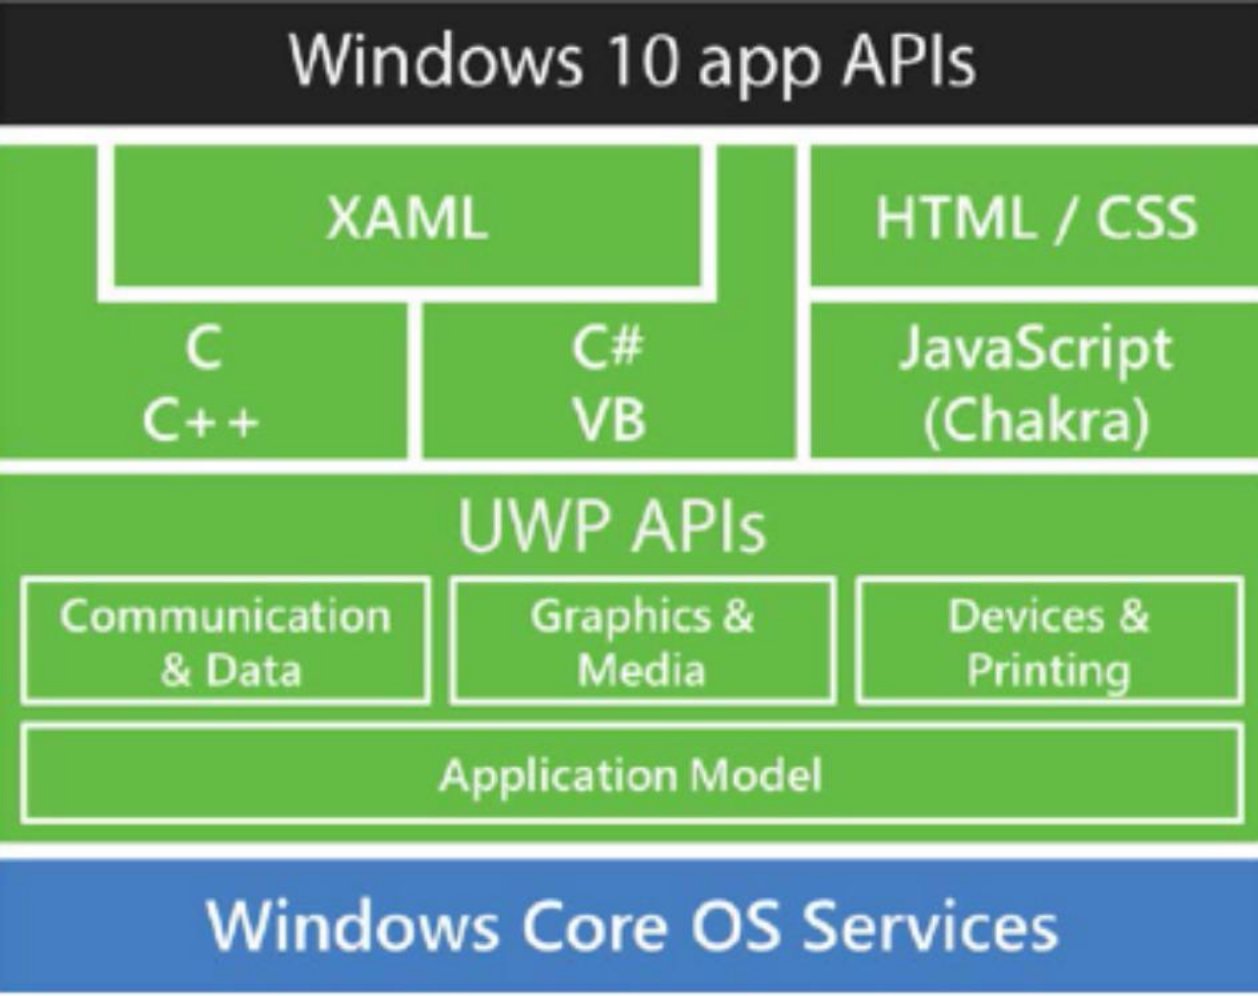 Windows 10 app APIs
XAML
HTML / CSS
C
C++
C#
VB
JavaScript
(Chakra)
UWP APIs
Communication
& Data
Graphics &
Media
Devices &
Printing
Application Model
Windows Core OS Services